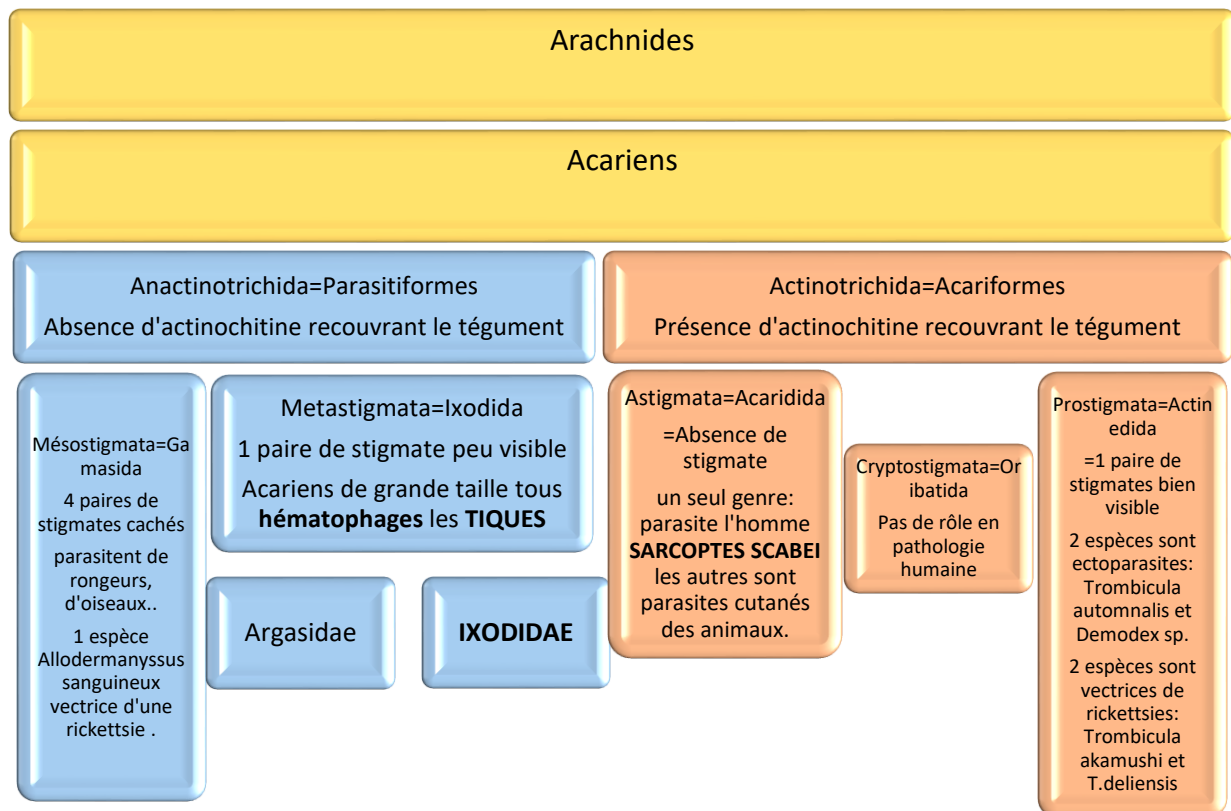 Arachnides
Acariens
Anactinotrichida=Parasitiformes
Absence d'actinochitine recouvrant le tégument
Actinotrichida=Acariformes
Présence d'actinochitine recouvrant le tégument
Mésostigmata=Ga
masida
4 paires de
stigmates cachés
parasitent de
rongeurs,
d'oiseaux..
1 espèce
Allodermanyssus
sanguineux
vectrice d'une
rickettsie .
Metastigmata=Ixodida
1 paire de stigmate peu visible
Acariens de grande taille tous
hématophages les TIQUES
Argasidae
IXODIDAE
Astigmata=Acaridida
=Absence de
stigmate
un seul genre:
parasite l'homme
SARCOPTES SCABEI
les autres sont
parasites cutanés
des animaux.
Cryptostigmata=Or
ibatida
Pas de rôle en
pathologie
humaine
Prostigmata=Actin
edida
=1 paire de
stigmates bien
visible
2 espèces sont
ectoparasites:
Trombicula
automnalis et
Demodex sp.
2 espèces sont
vectrices de
rickettsies:
Trombicula
akamushi et
T.deliensis